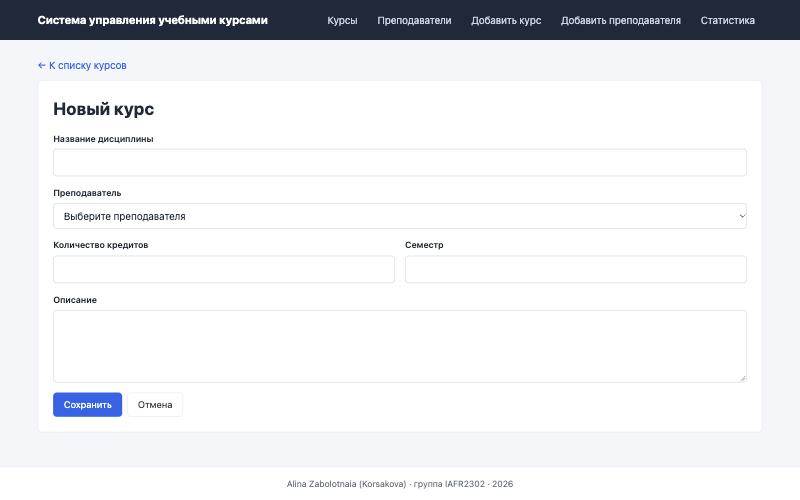 Система управления учебными курсами Курсы Преподаватели Добавить курс Добавить преподавателя Статистика
← К списку курсов
Новый курс
Название дисциплины
Преподаватель
Выберите преподавателя
Количество кредитов Семестр
Описание
Сохранить Отмена
Alina Zabolotnaia (Korsakova) · группа IAFR2302 · 2026